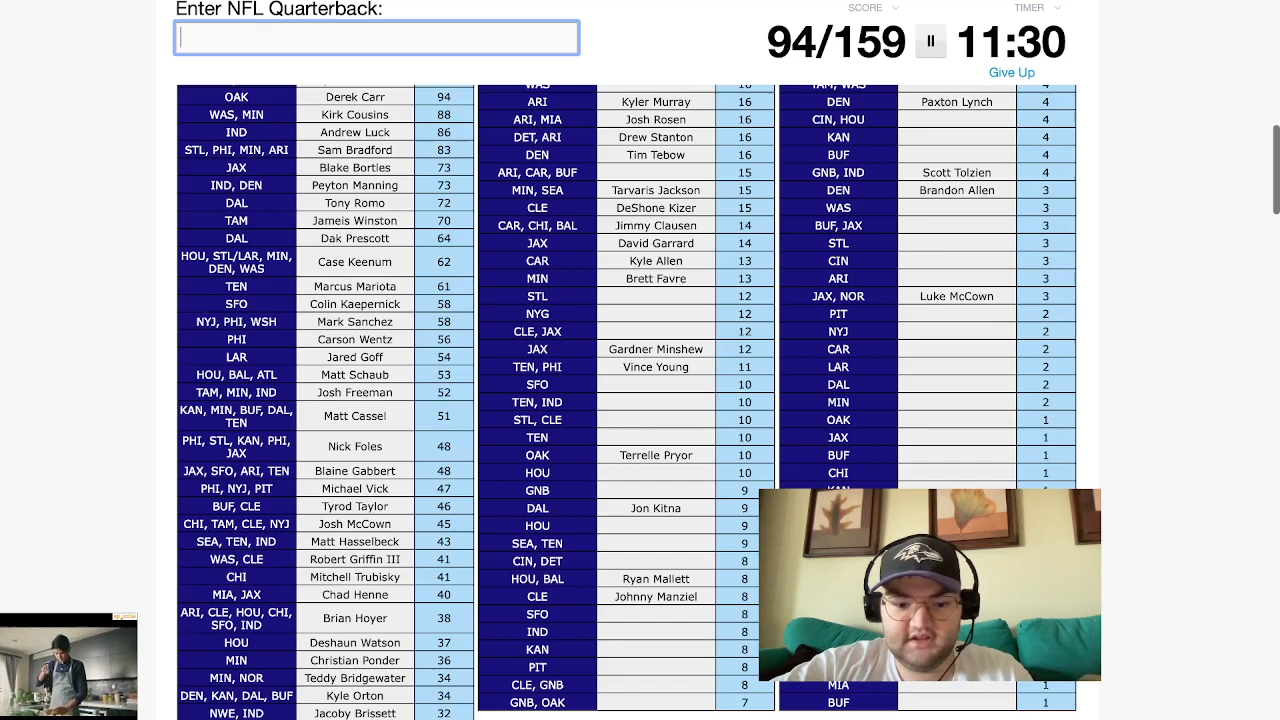 Enter NFL Quarterback:
SCORE
TIMER
94/159
11:30
Give Up
OAK Derek Carr 94
WAS, MIN Kirk Cousins 88
IND Andrew Luck 86
STL, PHI, MIN, ARI Sam Bradford 83
JAX Blake Bortles 73
IND, DEN Peyton Manning 73
DAL Tony Romo 72
TAM Jameis Winston 70
DAL Dak Prescott 64
HOU, STL/LAR, MIN,
DEN, WAS Case Keenum 62
TEN Marcus Mariota 61
SFO Colin Kaepernick 58
NYJ, PHI, WSH Mark Sanchez 58
PHI Carson Wentz 56
LAR Jared Goff 54
HOU, BAL, ATL Matt Schaub 53
TAM, MIN, IND Josh Freeman 52
KAN, MIN, BUF, DAL,
TEN Matt Cassel 51
PHI, STL, KAN, PHI,
JAX Nick Foles 48
JAX, SFO, ARI, TEN Blaine Gabbert 48
PHI, NYJ, PIT Michael Vick 47
BUF, CLE Tyrod Taylor 46
CHI, TAM, CLE, NYJ Josh McCown 45
SEA, TEN, IND Matt Hasselbeck 43
WAS, CLE Robert Griffin III 41
CHI Mitchell Trubisky 41
MIA, JAX Chad Henne 40
ARI, CLE, HOU, CHI,
SFO, IND Brian Hoyer 38
HOU Deshaun Watson 37
MIN Christian Ponder 36
MIN, NOR Teddy Bridgewater 34
DEN, KAN, DAL, BUF Kyle Orton 34
NWE, IND Jacoby Brissett 32
WAS 16
ARI Kyler Murray 16
ARI, MIA Josh Rosen 16
DET, ARI Drew Stanton 16
DEN Tim Tebow 16
ARI, CAR, BUF 15
MIN, SEA Tarvaris Jackson 15
CLE DeShone Kizer 15
CAR, CHI, BAL Jimmy Clausen 14
JAX David Garrard 14
CAR Kyle Allen 13
MIN Brett Favre 13
STL 12
NYG 12
CLE, JAX 12
JAX Gardner Minshew 12
TEN, PHI Vince Young 11
SFO 10
TEN, IND 10
STL, CLE 10
TEN 10
OAK Terrelle Pryor 10
HOU 10
GNB 9
DAL Jon Kitna 9
HOU 9
SEA, TEN 9
CIN, DET 8
HOU, BAL Ryan Mallett 8
CLE Johnny Manziel 8
SFO 8
IND 8
KAN 8
PIT 8
CLE, GNB 8
GNB, OAK 7
TAM, WAS 4
DEN Paxton Lynch 4
CIN, HOU 4
KAN 4
BUF 4
GNB, IND Scott Tolzien 4
DEN Brandon Allen 3
WAS 3
BUF, JAX 3
STL 3
CIN 3
ARI 3
JAX, NOR Luke McCown 3
PIT 2
NYJ 2
CAR 2
LAR 2
DAL 2
MIN 2
OAK 1
JAX 1
BUF 1
CHI 1
MIA 1
BUF 1